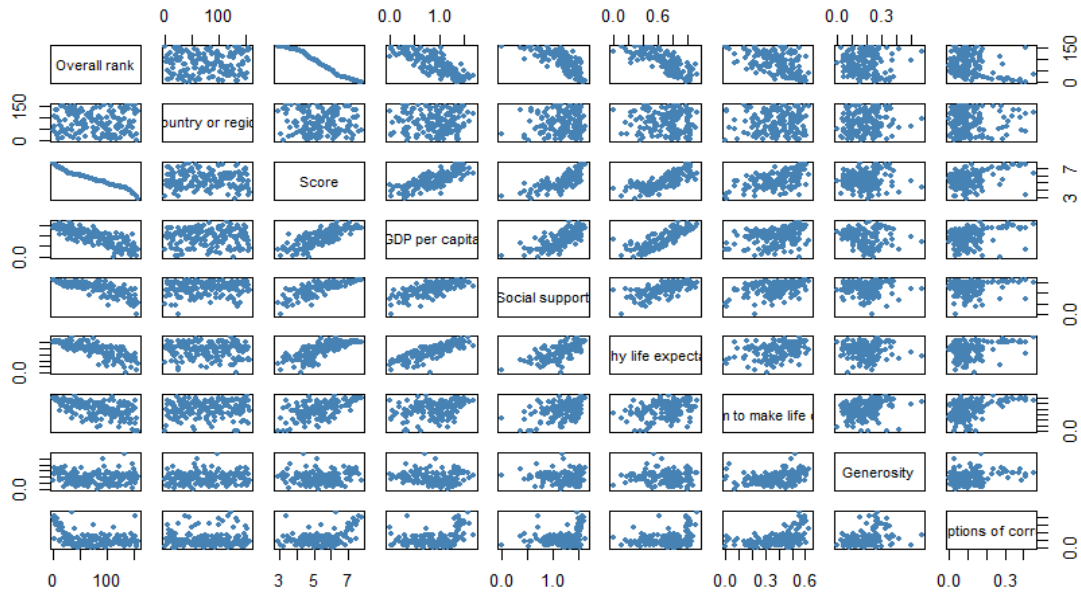 0 100 0.0 1.0 0.0 0.6 0.0 0.3
Overall rank
0 150
0 150
ountry or regio
Score
3 7
0.0
GDP per capita
Social support
0.0
0.0
hy life expecta
n to make life c
0.0
0.0
Generosity
ptions of corr
0.0
0 100 3 5 7 0.0 1.0 0.0 0.3 0.6 0.0 0.3